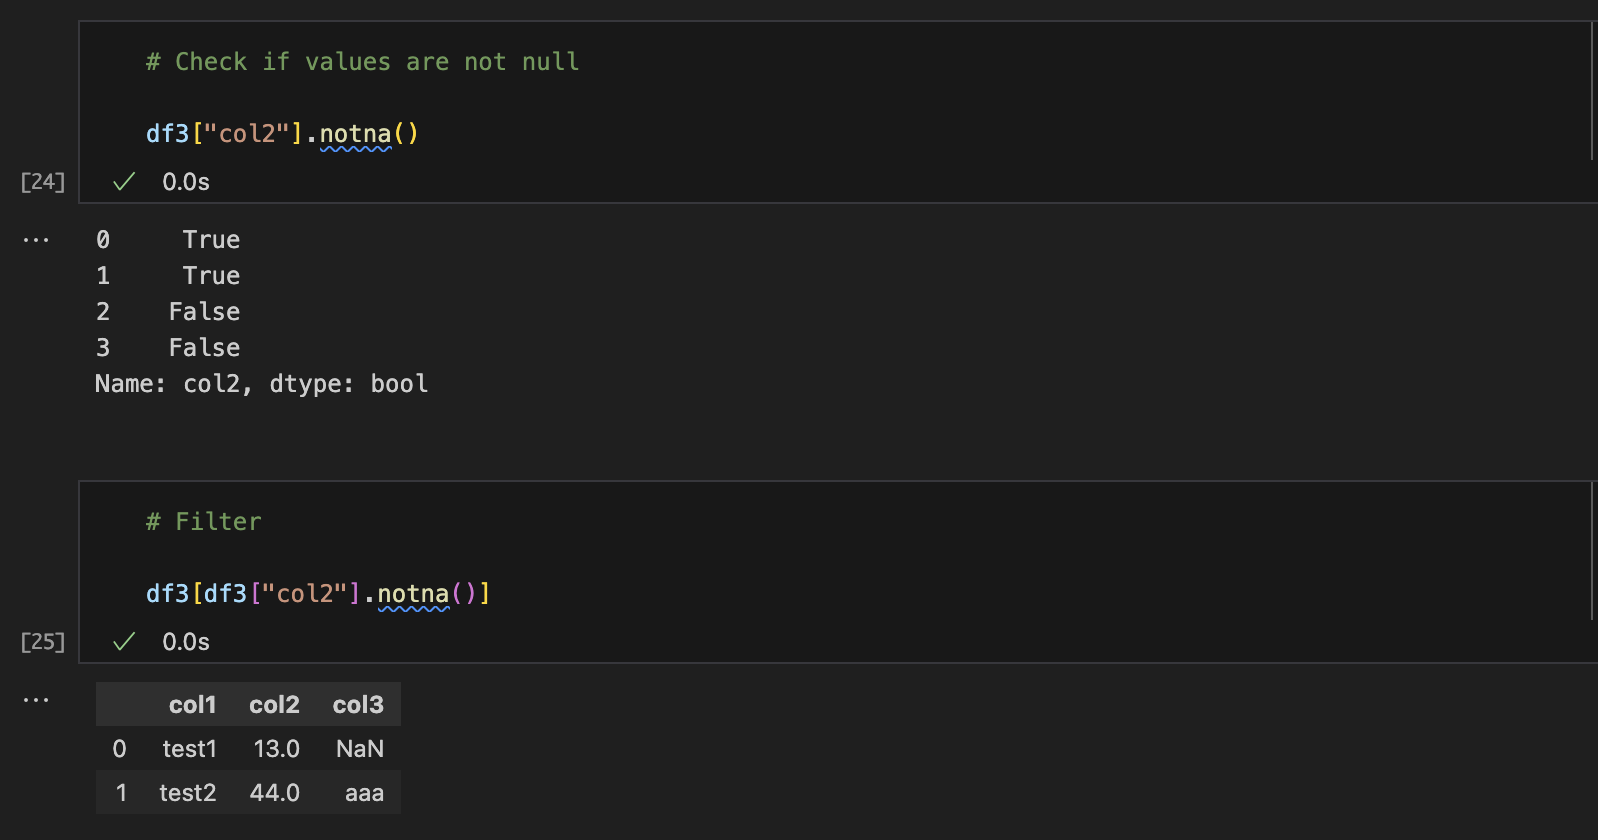 # Check if values are not null
df3["col2"].notna()
[24]
0.0s
...
0 True
1 True
2 False
3 False
Name: col2, dtype: bool
# Filter
df3[df3["col2"].notna()]
[25]
0.0s
...
col1 col2 col3
0 test1 13.0 NaN
1 test2 44.0 aaa